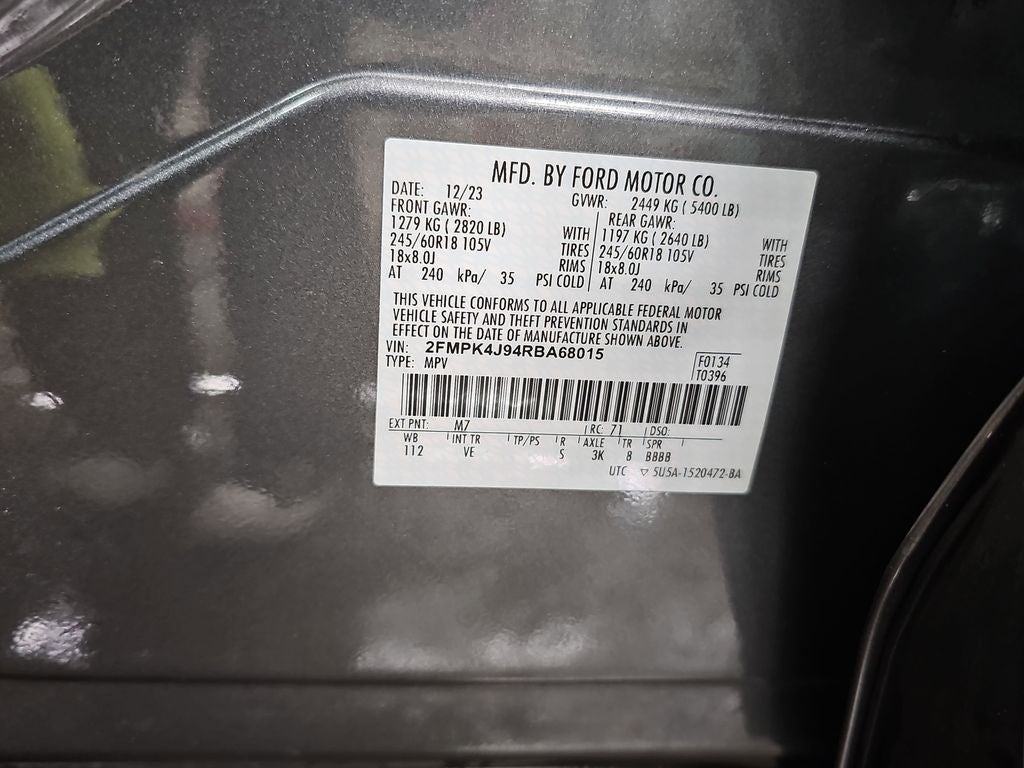 MFD. BY FORD MOTOR CO.
DATE: 12/23 GVWR: 2449 KG ( 5400 LB)
FRONT GAWR: REAR GAWR:
1279 KG ( 2820 LB) WITH 1197 KG ( 2640 LB) WITH
245/60R18 105V TIRES 245/60R18 105V TIRES
18x8.0J RIMS 18x8.0J RIMS
AT 240 kPa/ 35 PSI COLD AT 240 kPa/ 35 PSI COLD
THIS VEHICLE CONFORMS TO ALL APPLICABLE FEDERAL MOTOR
VEHICLE SAFETY AND THEFT PREVENTION STANDARDS IN
EFFECT ON THE DATE OF MANUFACTURE SHOWN ABOVE.
VIN: 2FMPK4J94RBA68015
TYPE: MPV F0134
T0396
EXT PNT: M7 RC: 71 DSO:
WB INT TR TP/PS R AXLE TR SPR
112 VE S 3K 8 BBBB
UTC ▽ 5U5A-1520472-BA